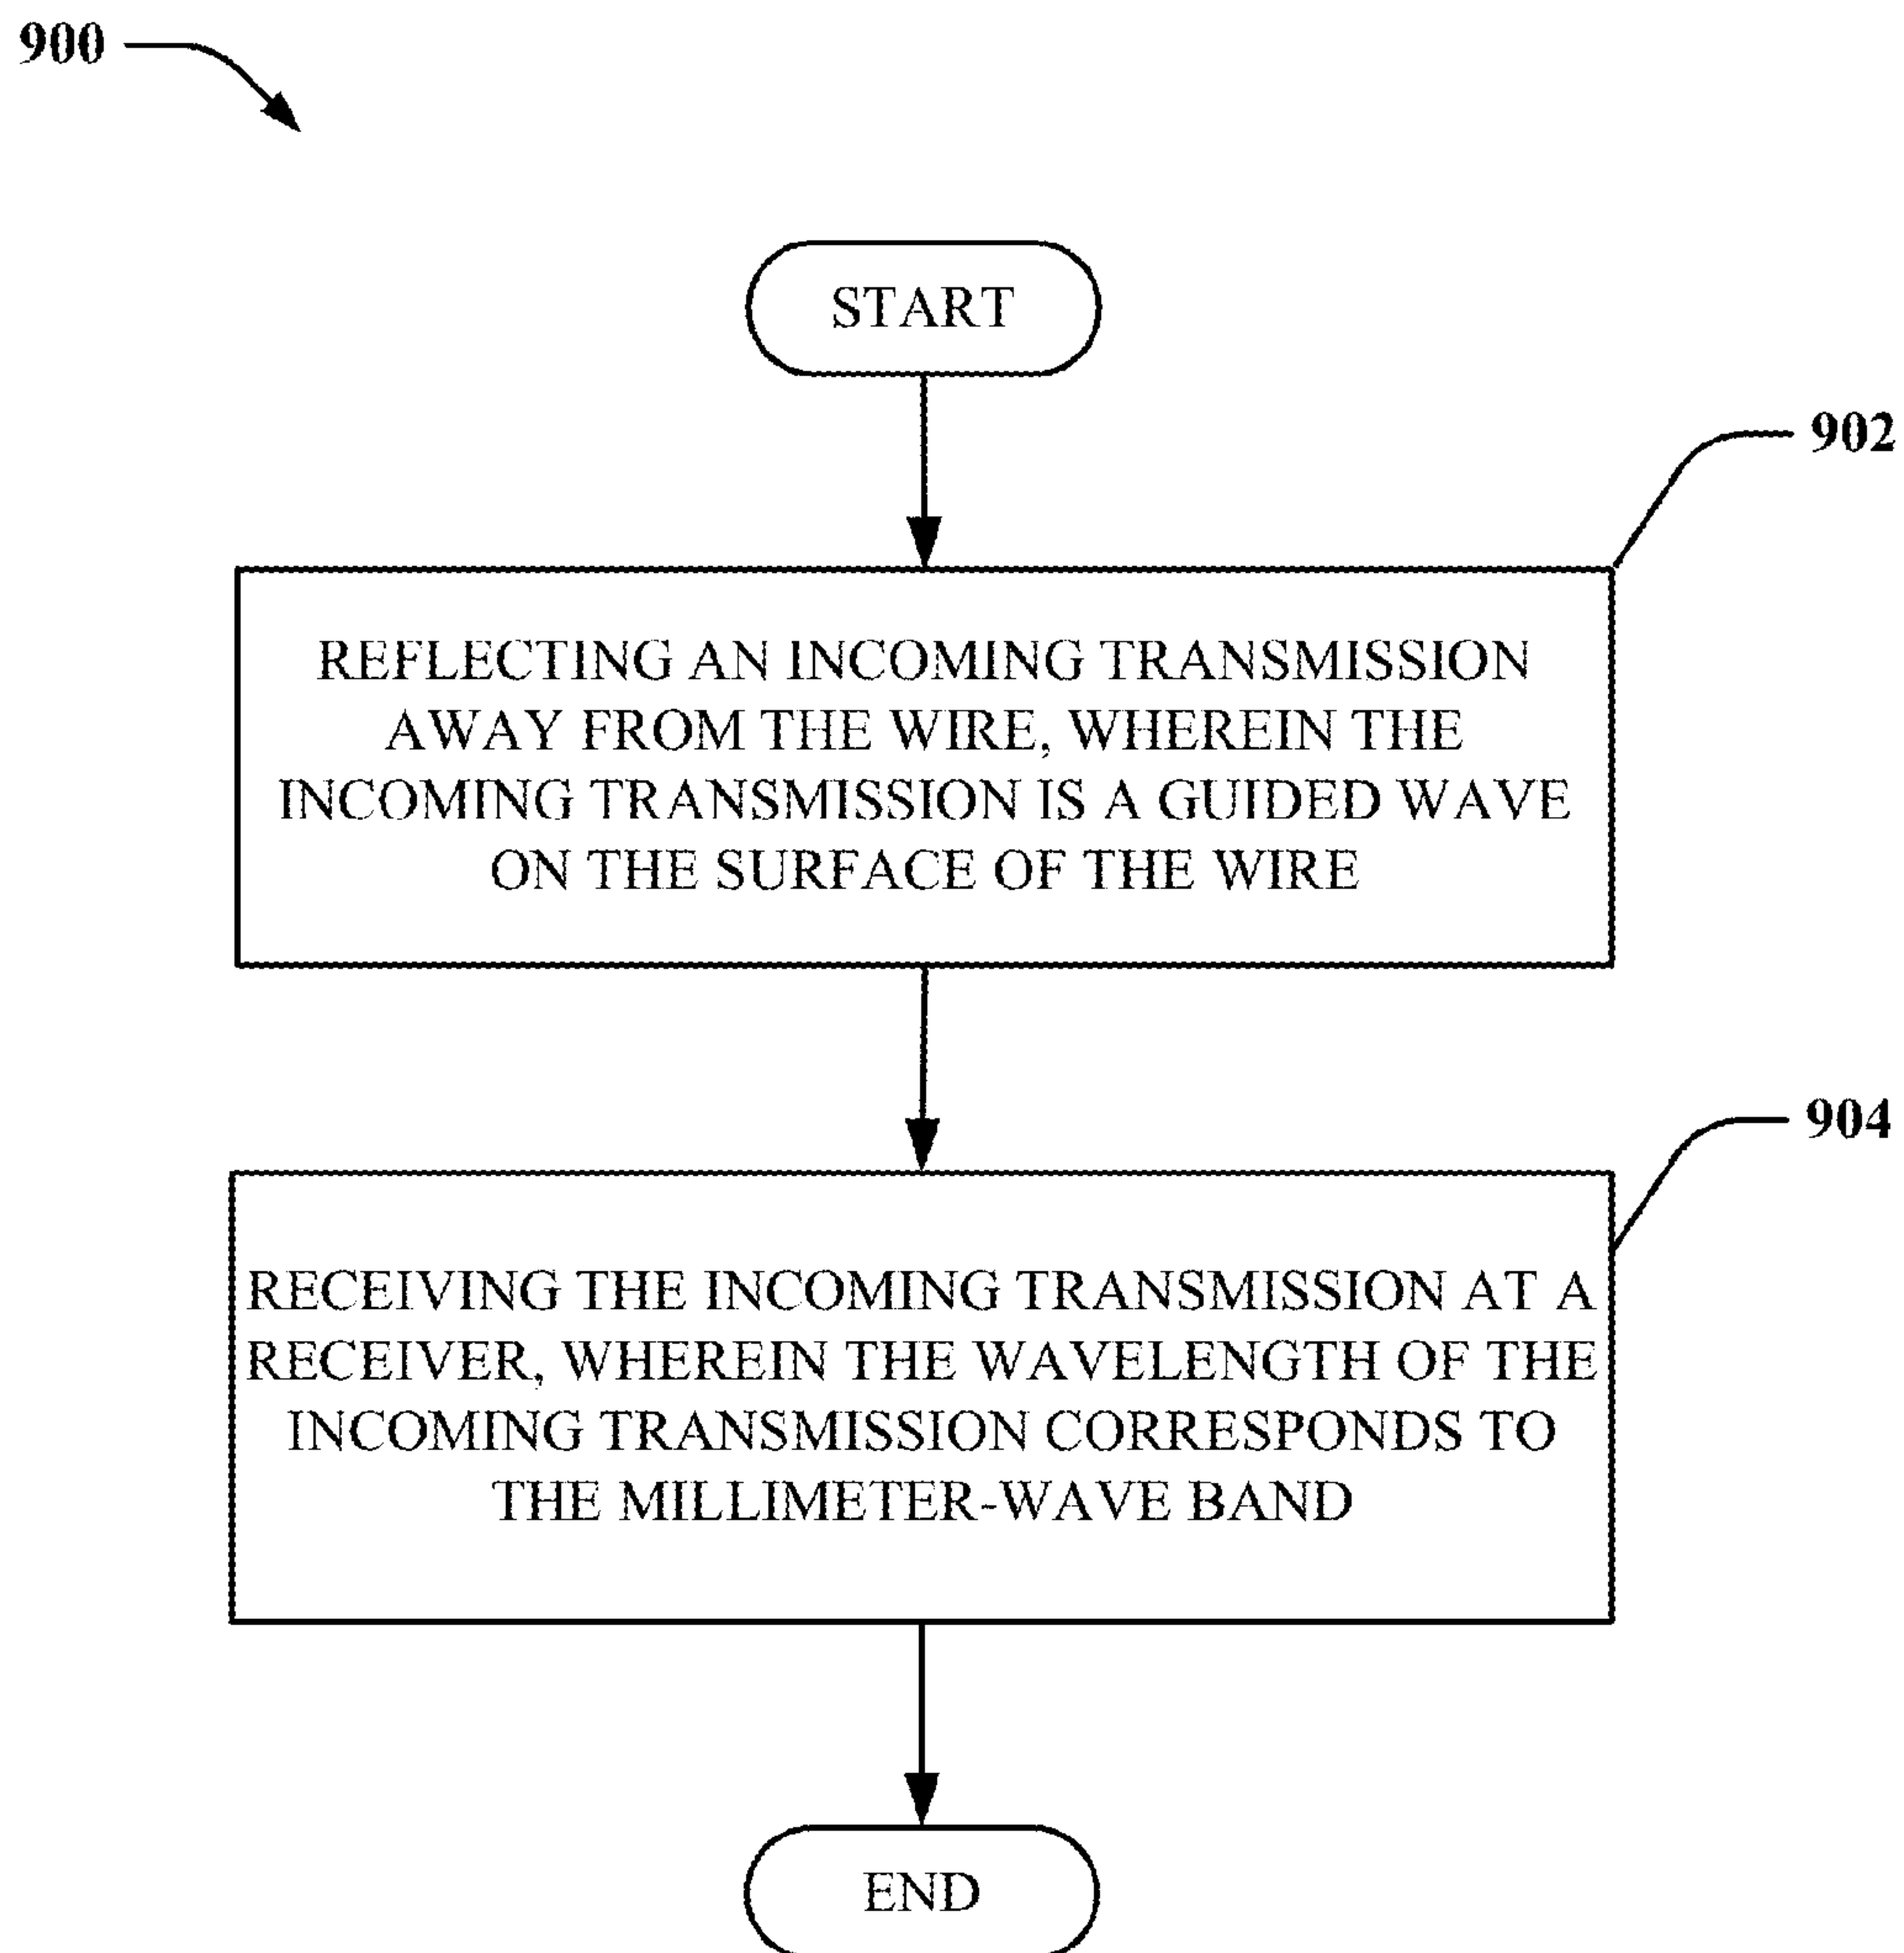 900
START
902
REFLECTING AN INCOMING TRANSMISSION
AWAY FROM THE WIRE, WHEREIN THE
INCOMING TRANSMISSION IS A GUIDED WAVE
ON THE SURFACE OF THE WIRE
904
RECEIVING THE INCOMING TRANSMISSION AT A
RECEIVER, WHEREIN THE WAVELENGTH OF THE
INCOMING TRANSMISSION CORRESPONDS TO
THE MILLIMETER-WAVE BAND
END